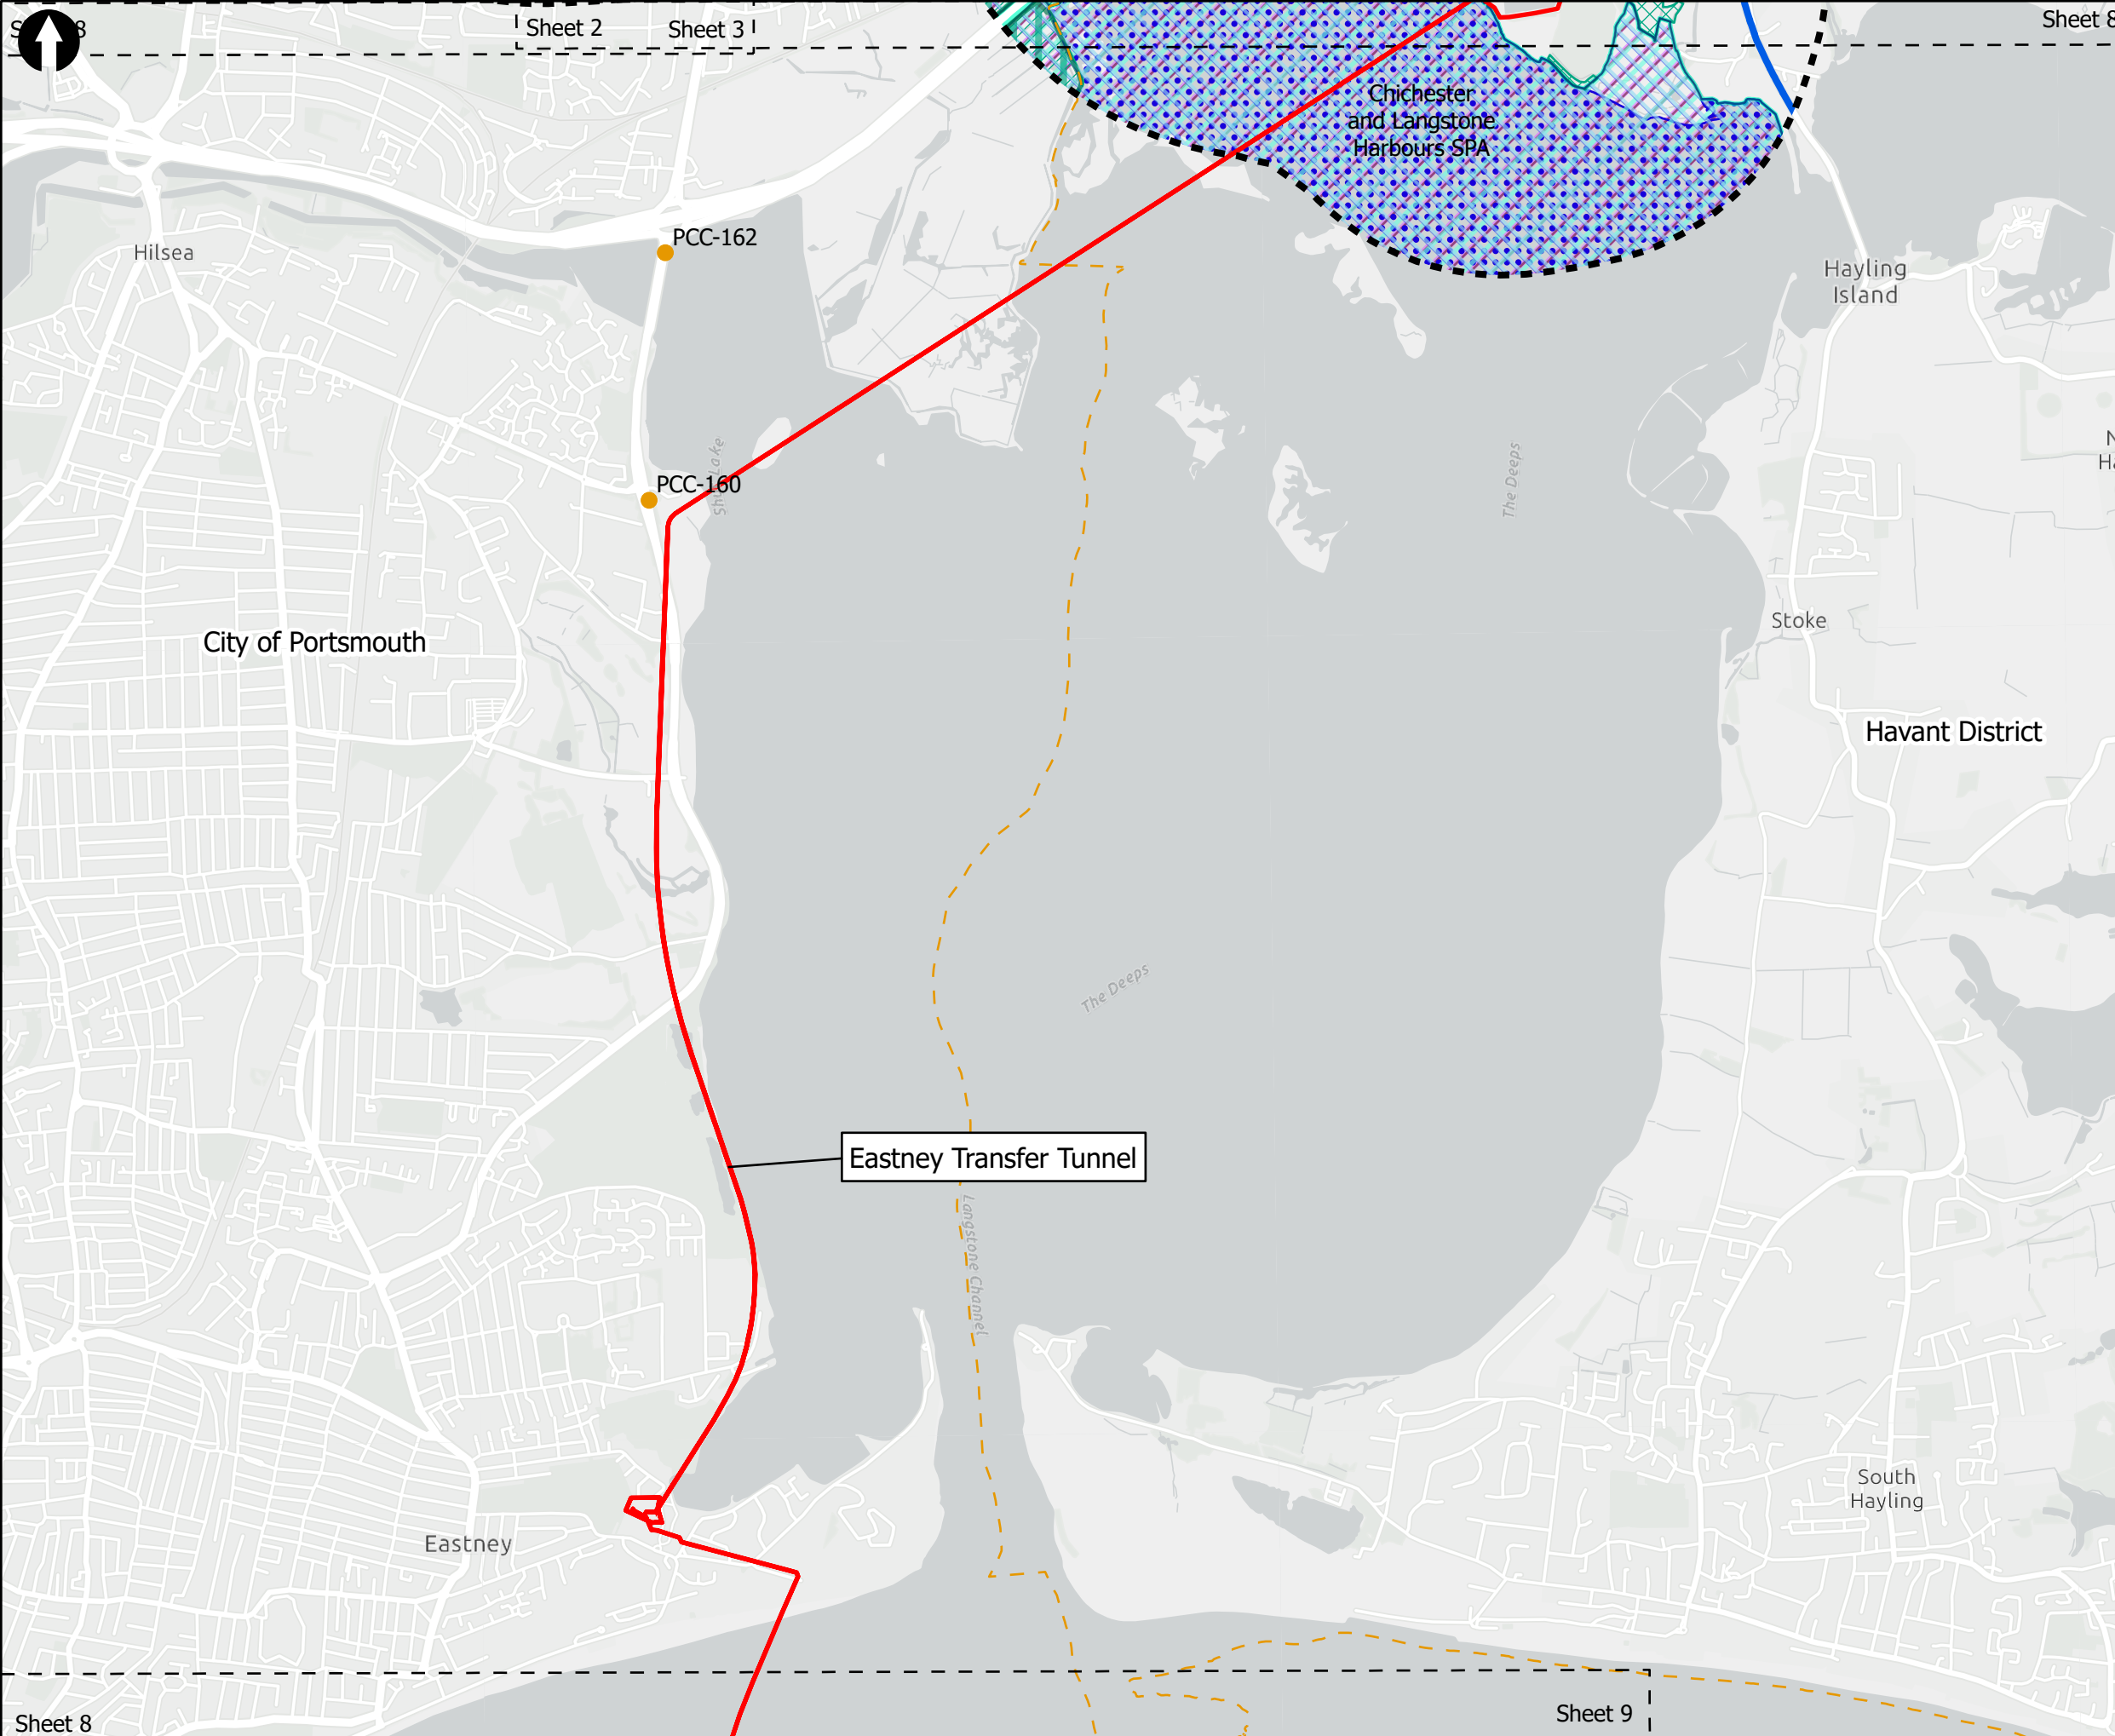 Sheet 2
Sheet 3
Sheet 8
Chichester
and Langstone
Harbours SPA
PCC-162
Hilsea
Hayling
Island
PCC-160
Lake
The Deeps
Stoke
City of Portsmouth
Havant District
The Deeps
Eastney Transfer Tunnel
Langstone Channel
South
Hayling
Eastney
Sheet 9
Sheet 8